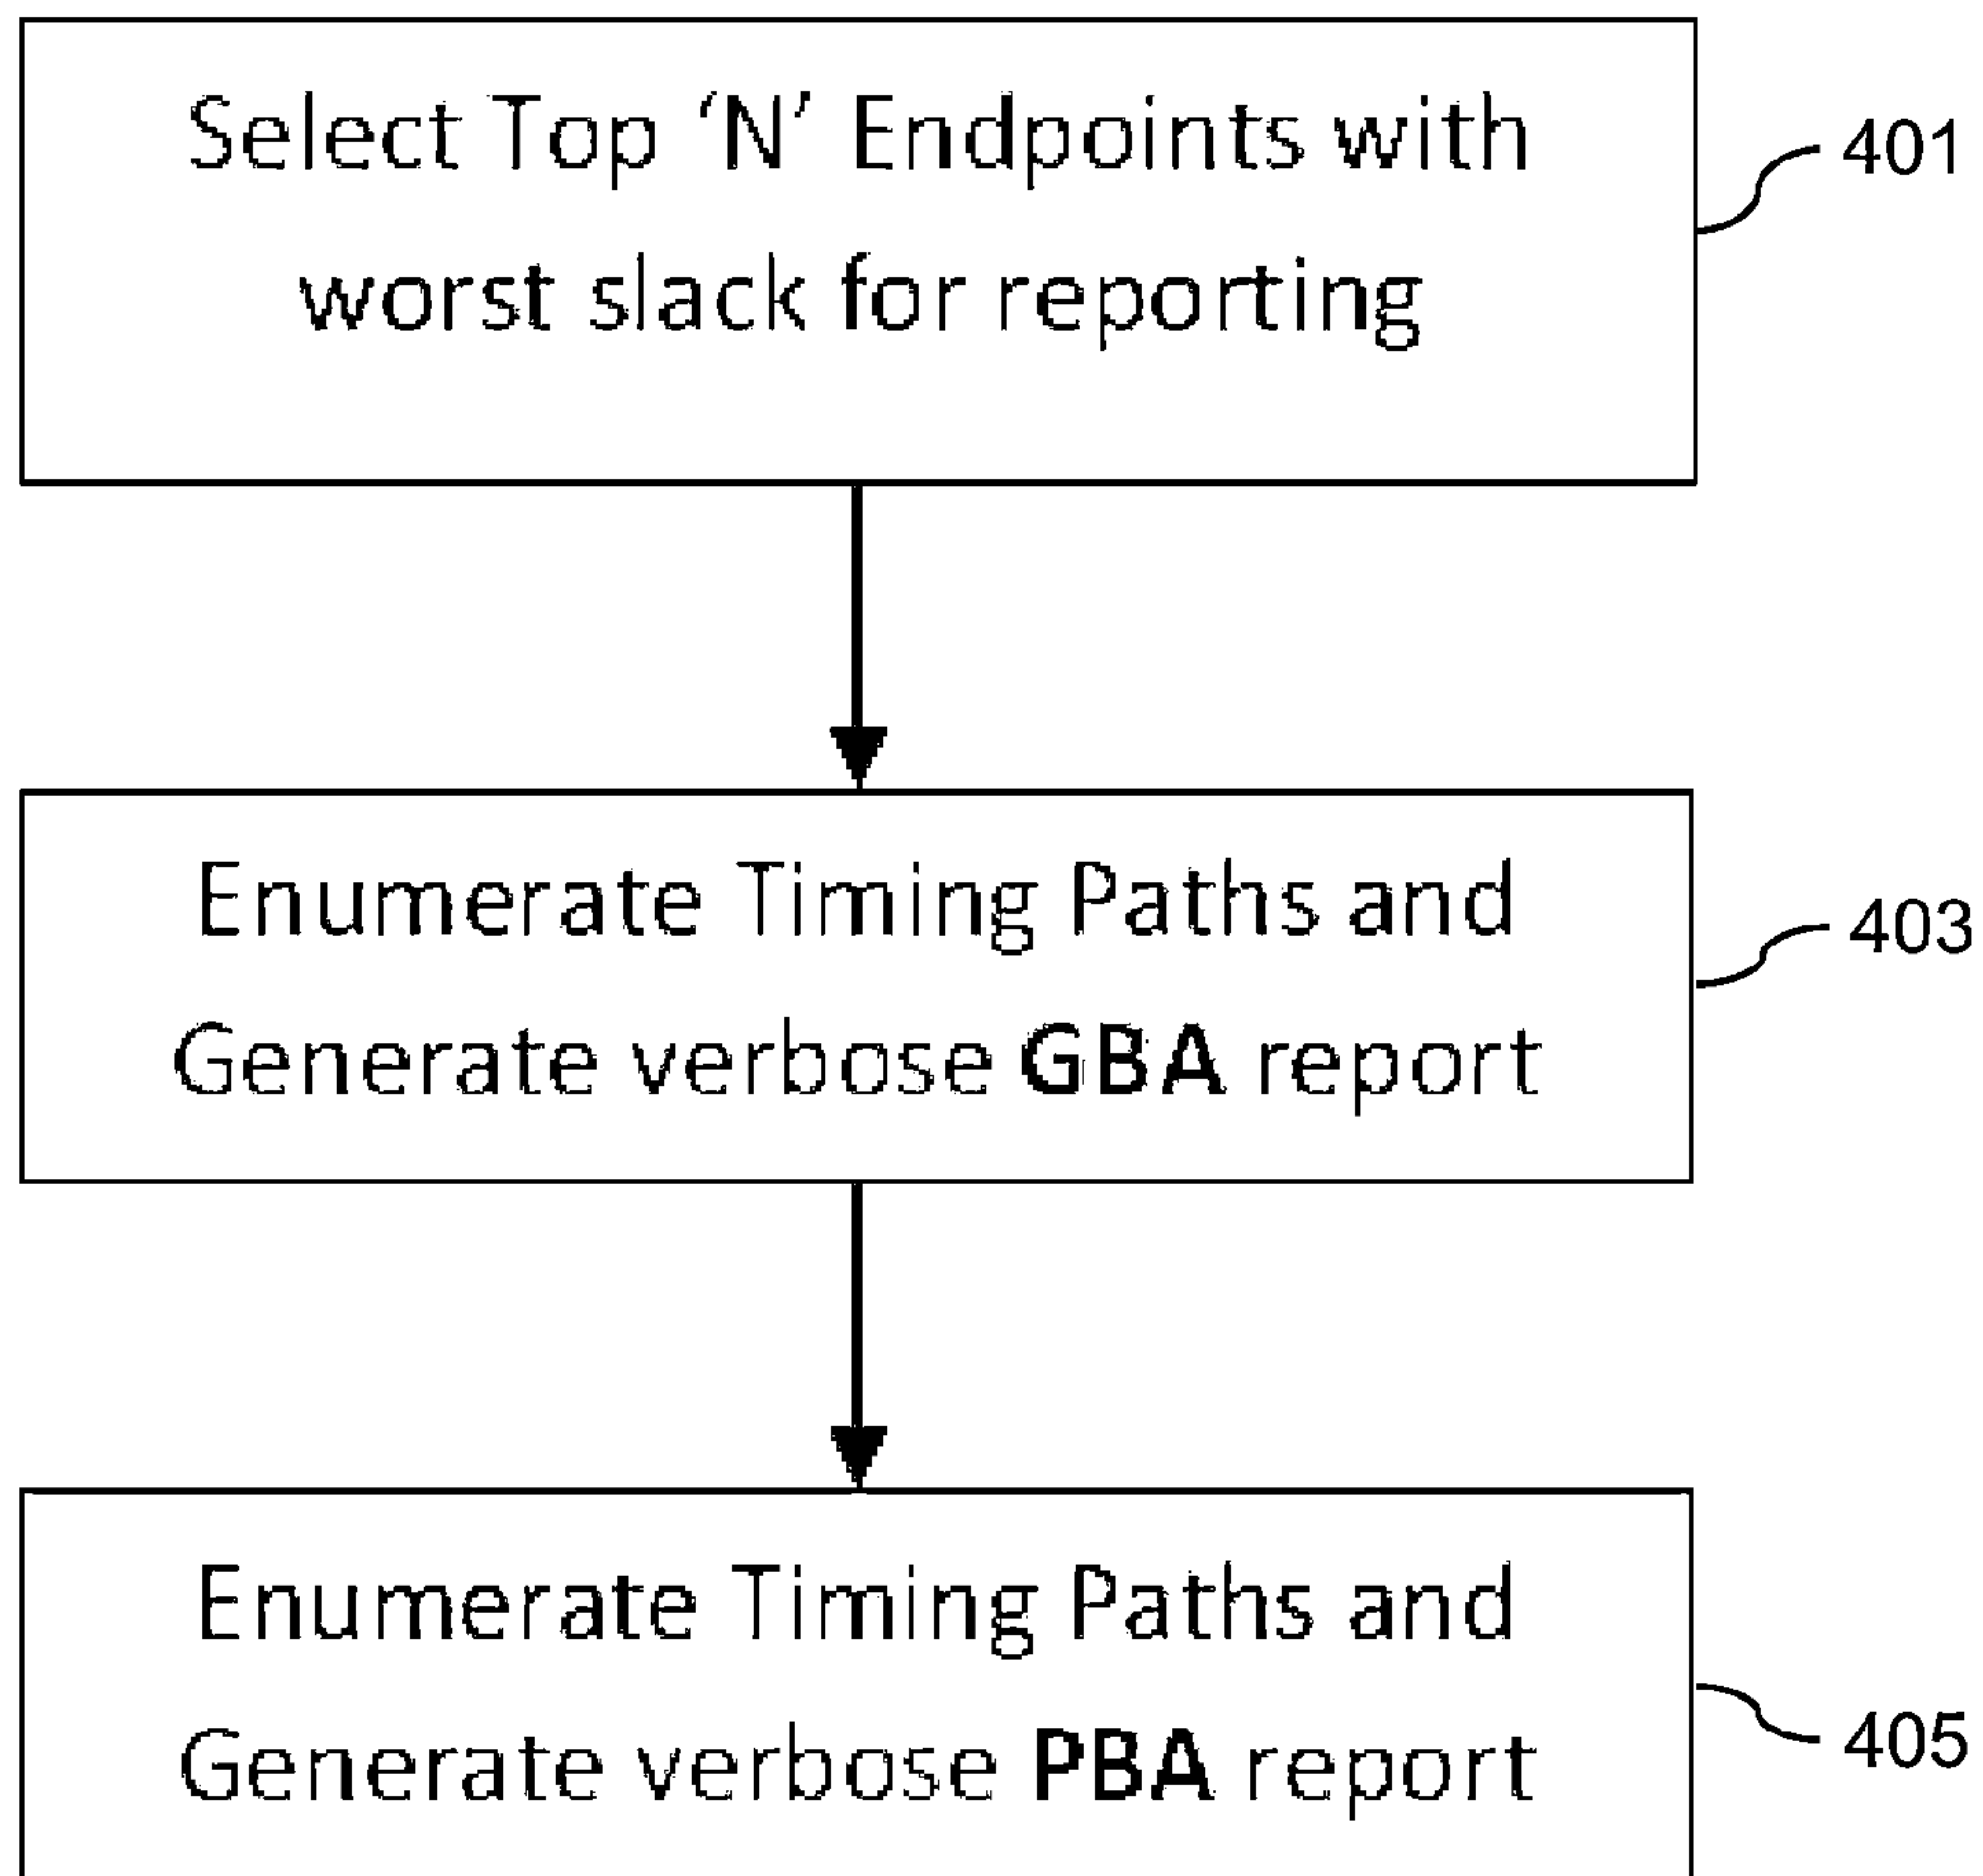 Select Top ‘N’ Endpoints with
worst slack for reporting
401
Enumerate Timing Paths and
Generate verbose GBA report
403
Enumerate Timing Paths and
Generate verbose PBA report
405